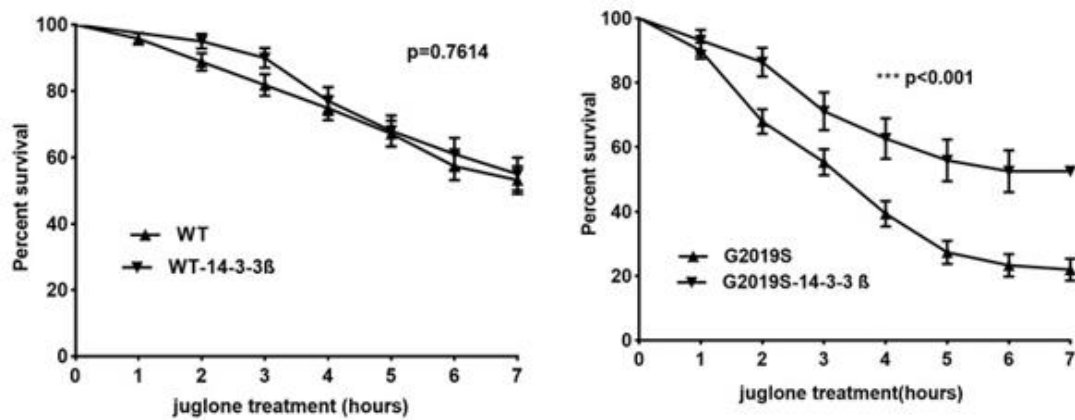 100
80
60
40
20
0
Percent survival
p=0.7614
WT
WT-14-3-3ß
0 1 2 3 4 5 6 7
juglone treatment (hours)
100
80
60
40
20
0
Percent survival
*** p<0.001
G2019S
G2019S-14-3-3 ß
0 1 2 3 4 5 6 7
juglone treatment(hours)